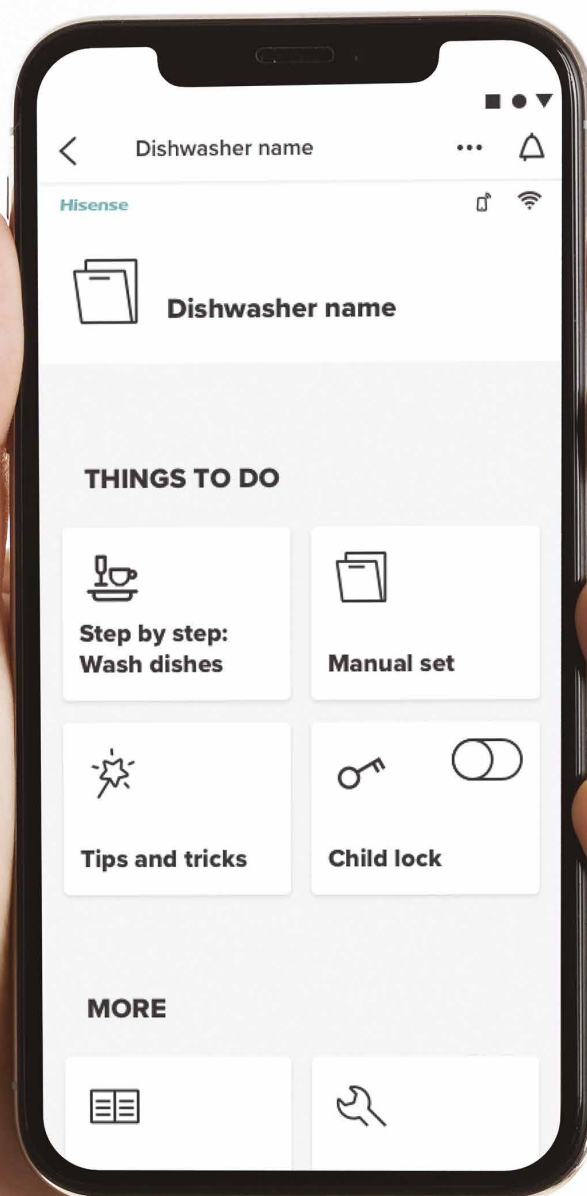 Dishwasher name
Hisense
Dishwasher name
THINGS TO DO
Step by step:
Wash dishes
Manual set
Tips and tricks
Child lock
MORE